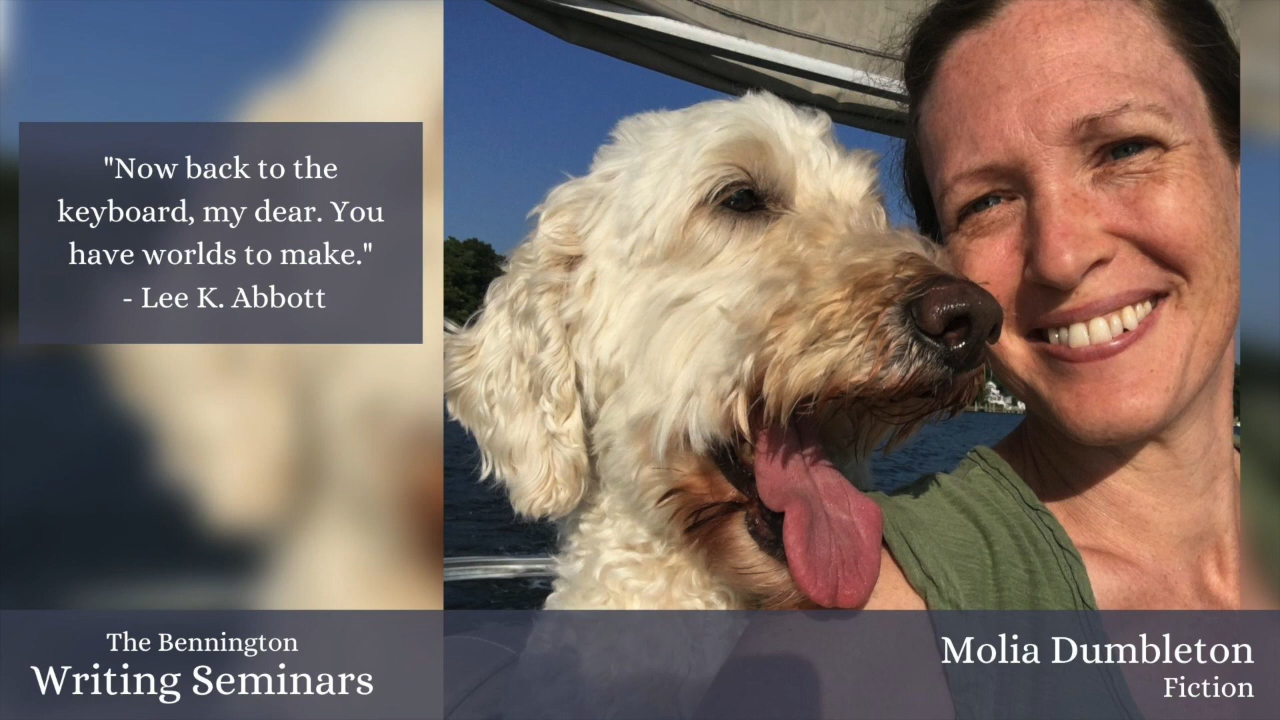 "Now back to the
keyboard, my dear. You
have worlds to make."
- Lee K. Abbott
The Bennington
Writing Seminars
Molia Dumbleton
Fiction